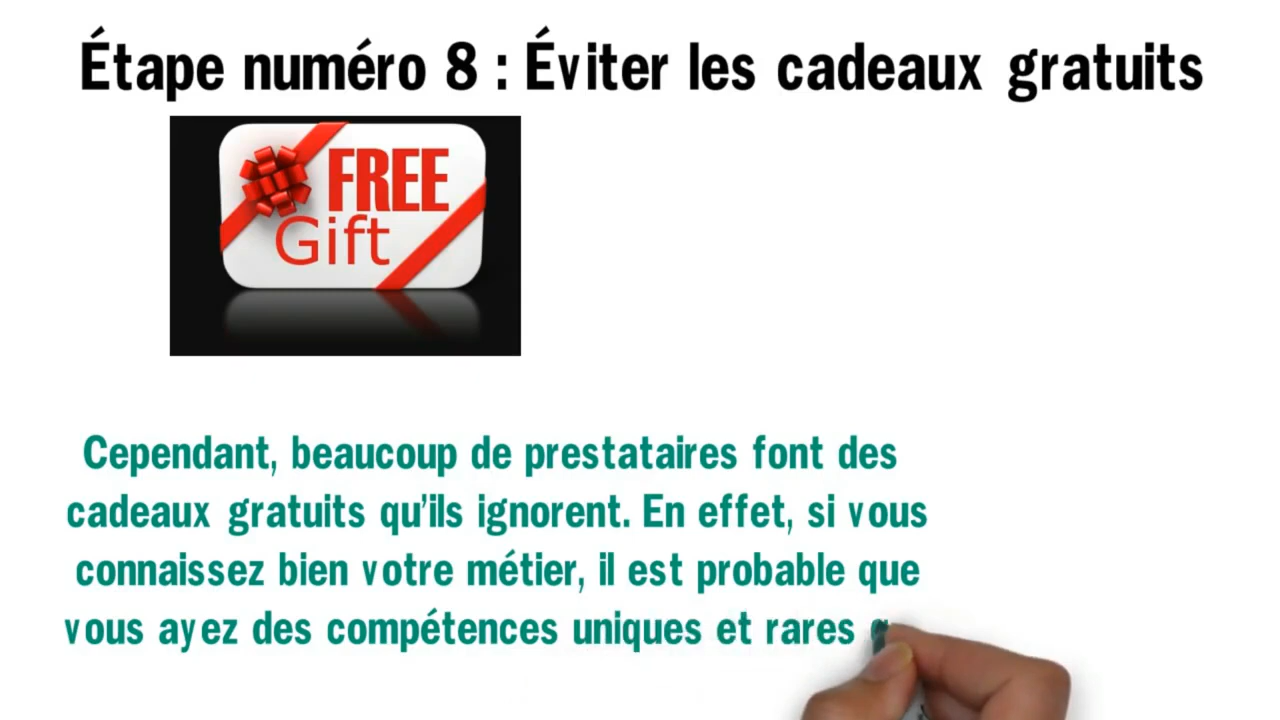 Étape numéro 8 : Éviter les cadeaux gratuits
FREE
Gift
Cependant, beaucoup de prestataires font des
cadeaux gratuits qu'ils ignorent. En effet, si vous
connaissez bien votre métier, il est probable que
vous ayez des compétences uniques et rares